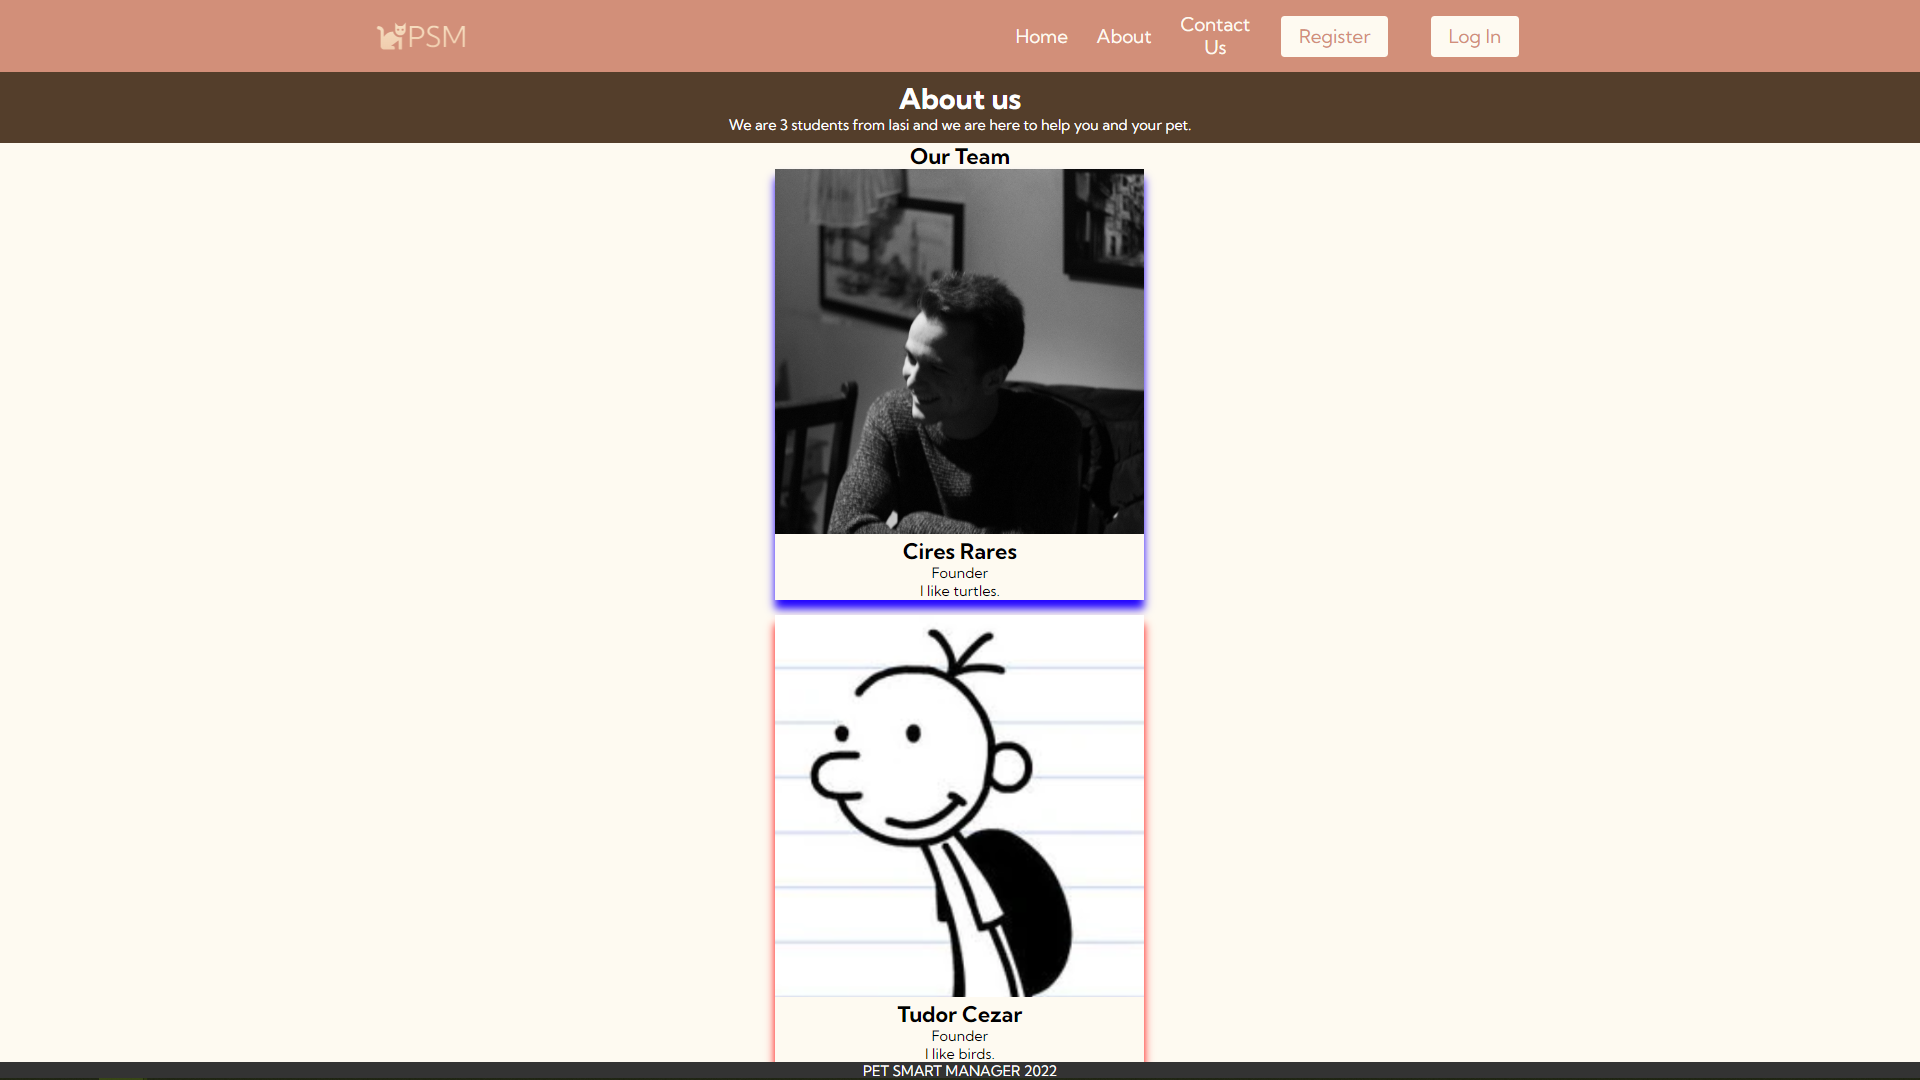 PSM
Home
About
Contact
Us
Register
Log In
About us
We are 3 students from Iasi and we are here to help you and your pet.
Our Team
Cires Rares
Founder
I like turtles.
Tudor Cezar
Founder
I like birds.
PET SMART MANAGER 2022